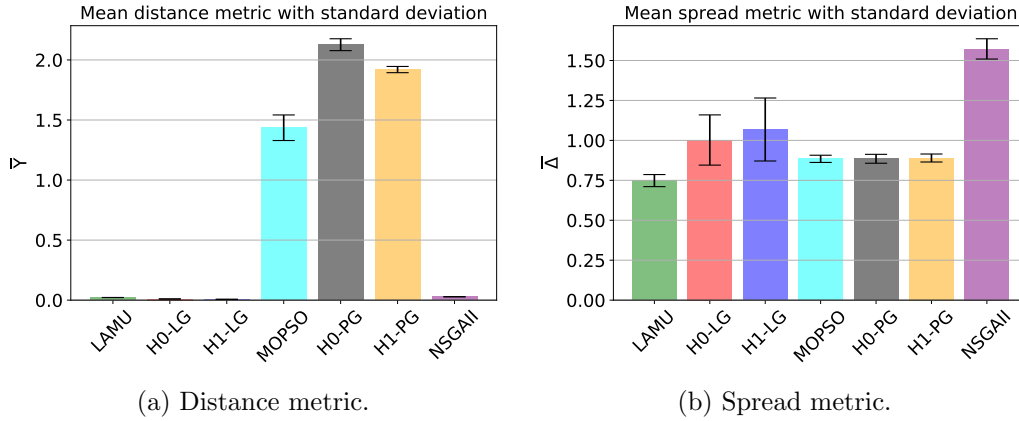 Mean distance metric with standard deviation
2.0
1.5
1.0
0.5
0.0
Υ̅
LAMU
H0-LG
H1-LG
MOPSO
H0-PG
H1-PG
NSGAII
(a) Distance metric.
Mean spread metric with standard deviation
1.50
1.25
1.00
0.75
0.50
0.25
0.00
Δ̅
LAMU
H0-LG
H1-LG
MOPSO
H0-PG
H1-PG
NSGAII
(b) Spread metric.